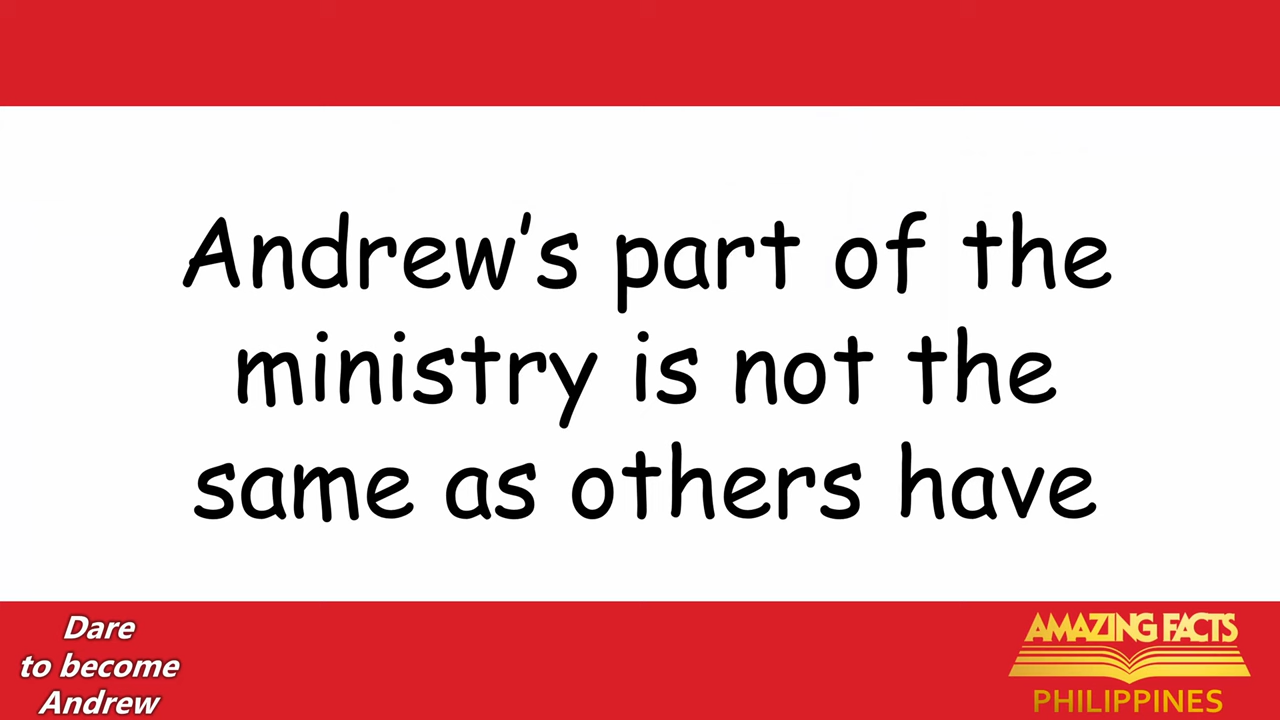 Andrew’s part of the
ministry is not the
same as others have
Dare
to become
Andrew
AMAZING FACTS
PHILIPPINES